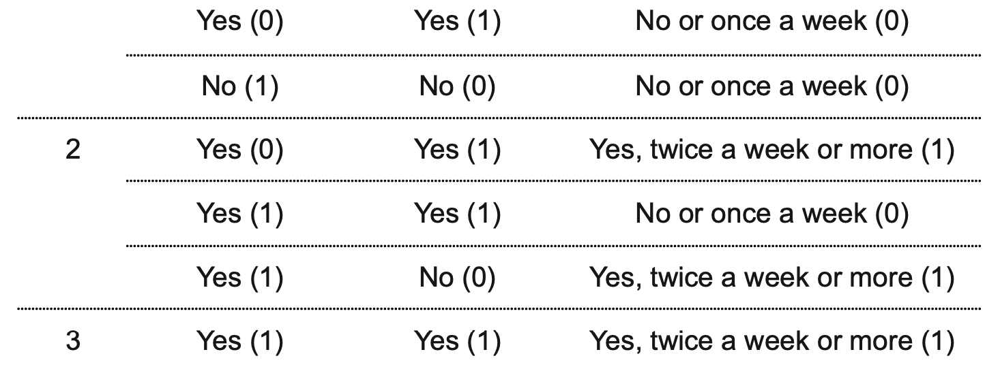 Yes (0) Yes (1) No or once a week (0)
No (1) No (0) No or once a week (0)
2 Yes (0) Yes (1) Yes, twice a week or more (1)
Yes (1) Yes (1) No or once a week (0)
Yes (1) No (0) Yes, twice a week or more (1)
3 Yes (1) Yes (1) Yes, twice a week or more (1)